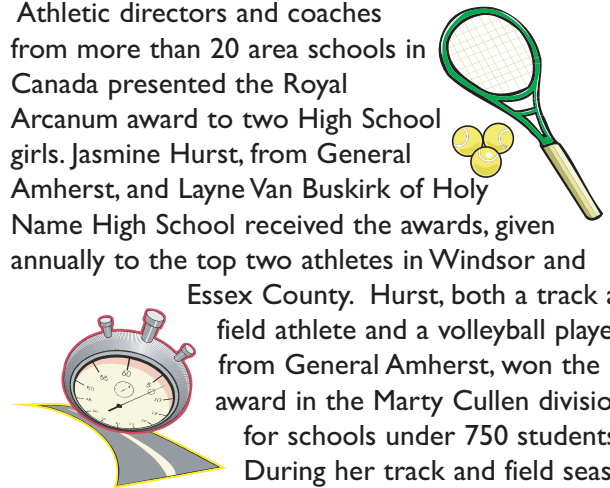 Athletic directors and coaches
from more than 20 area schools in
Canada presented the Royal
Arcanum award to two High School
girls. Jasmine Hurst, from General
Amherst, and Layne Van Buskirk of Holy
Name High School received the awards, given
annually to the top two athletes in Windsor and
Essex County. Hurst, both a track
field athlete and a volleyball
from General Amherst, won the
award in the Marty Cullen
for schools under 750 students
During her track and field